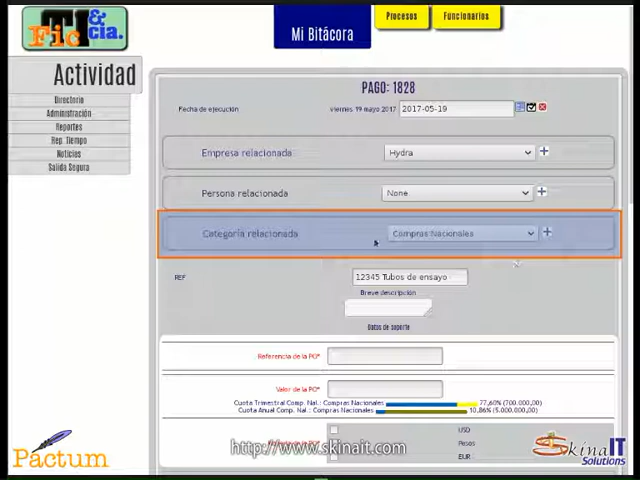 Fic TI & cia.
Mi Bitácora
Procesos
Funcionarios
Actividad
Directorio
Administración
Reportes
Rep. Tiempo
Noticias
Salida Segura
PAGO: 1828
Fecha de ejecución
viernes 19 mayo 2017
2017-05-19
Empresa relacionada
Hydra
Persona relacionada
None
Categoría relacionada
Compras Nacionales
REF
12345 Tubos de ensayo
Breve descripción
Datos de soporte
Referencia de la PO*
Valor de la PO*
Cuota Trimestral Comp. Nal.: Compras Nacionales
77,60% (700.000,00)
Cuota Anual Comp. Nal.: Compras Nacionales
10,86% (5.000.000,00)
USD
Pesos
EUR
http://www.skinait.com
Pactum
SkinaIT
Solutions